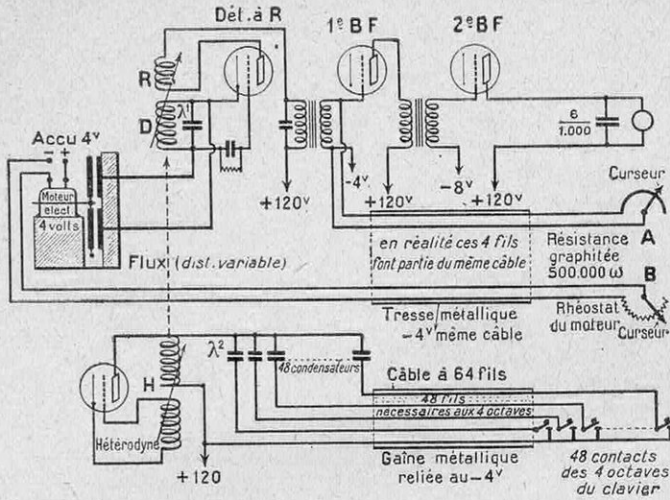 Dét. à R
1e BF
2e BF
R
D
λ1
6
1.000
Accu 4v
- +
Moteur
élect.
4 volts
-4v
-8v
+120v
+120v
+120v
Curseur
A
Flux (dist. variable)
en réalité ces 4 fils
font partie du même câble
Résistance
graphitée
500.000 ω
B
Tresse métallique
-4v même câble
Rhéostat
du moteur
Curseur
λ2
48 condensateurs
H
Câble à 64 fils
48 fils
nécessaires aux 4 octaves
Hétérodyne
+120
Gaîne métallique
reliée au -4v
48 contacts
des 4 octaves
du clavier